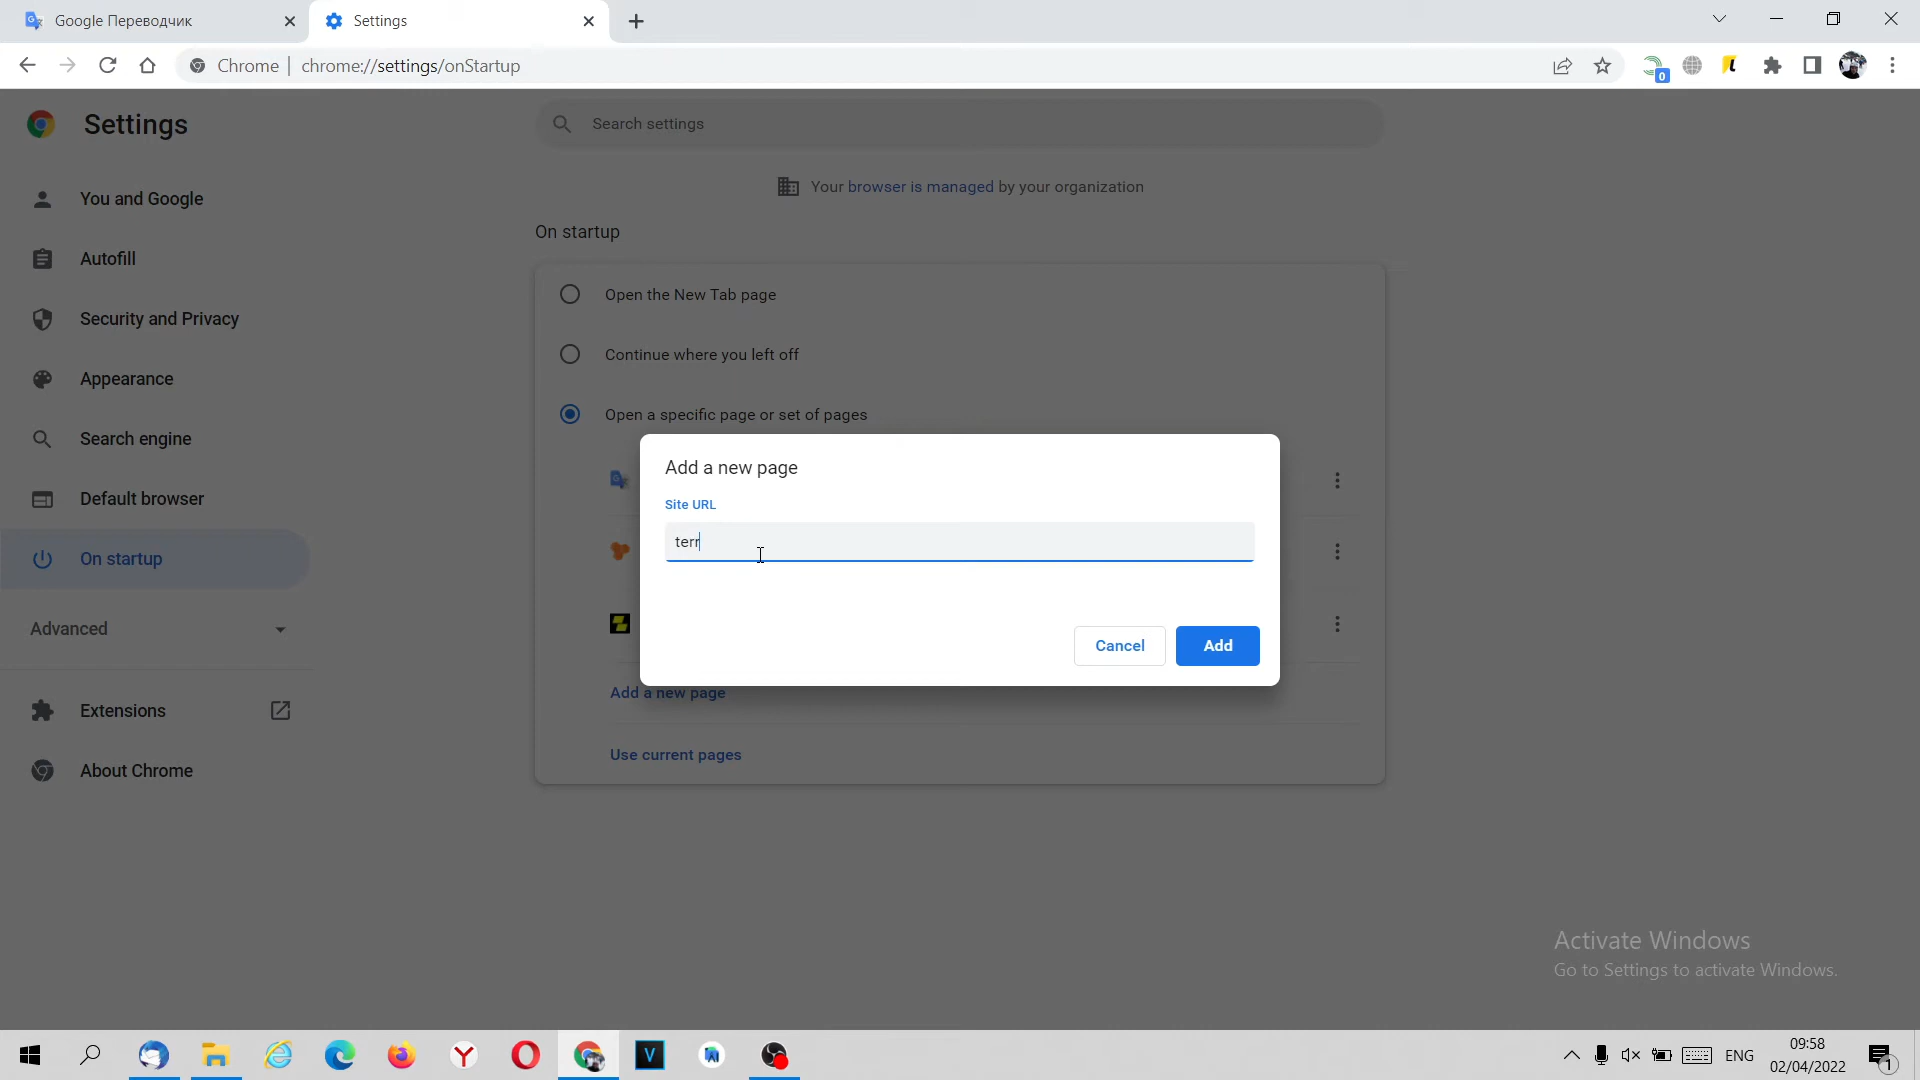 Google Переводчик
Settings
Chrome | chrome://settings/onStartup
0
Settings
Search settings
Your browser is managed by your organization
You and Google
Autofill
Security and Privacy
Appearance
Search engine
Default browser
On startup
Advanced
Extensions
About Chrome
On startup
Open the New Tab page
Continue where you left off
Open a specific page or set of pages
Add a new page
Site URL
terr
Cancel
Add
Add a new page
Use current pages
Activate Windows
Go to Settings to activate Windows.
ENG
09:58
02/04/2022
1